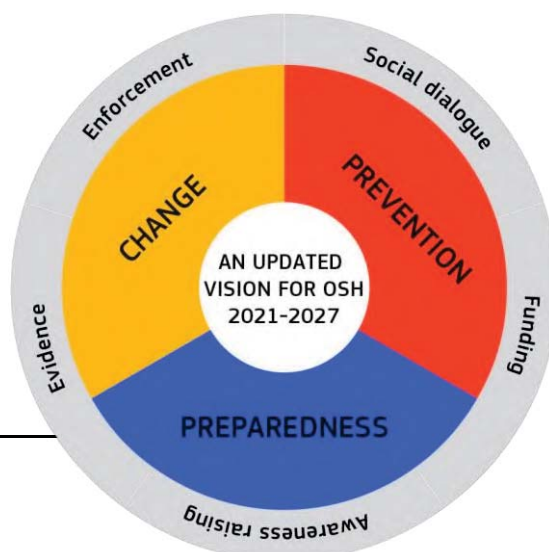 Enforcement
Social dialogue
CHANGE
PREVENTION
AN UPDATED
VISION FOR OSH
2021-2027
Evidence
Funding
PREPAREDNESS
Awareness raising